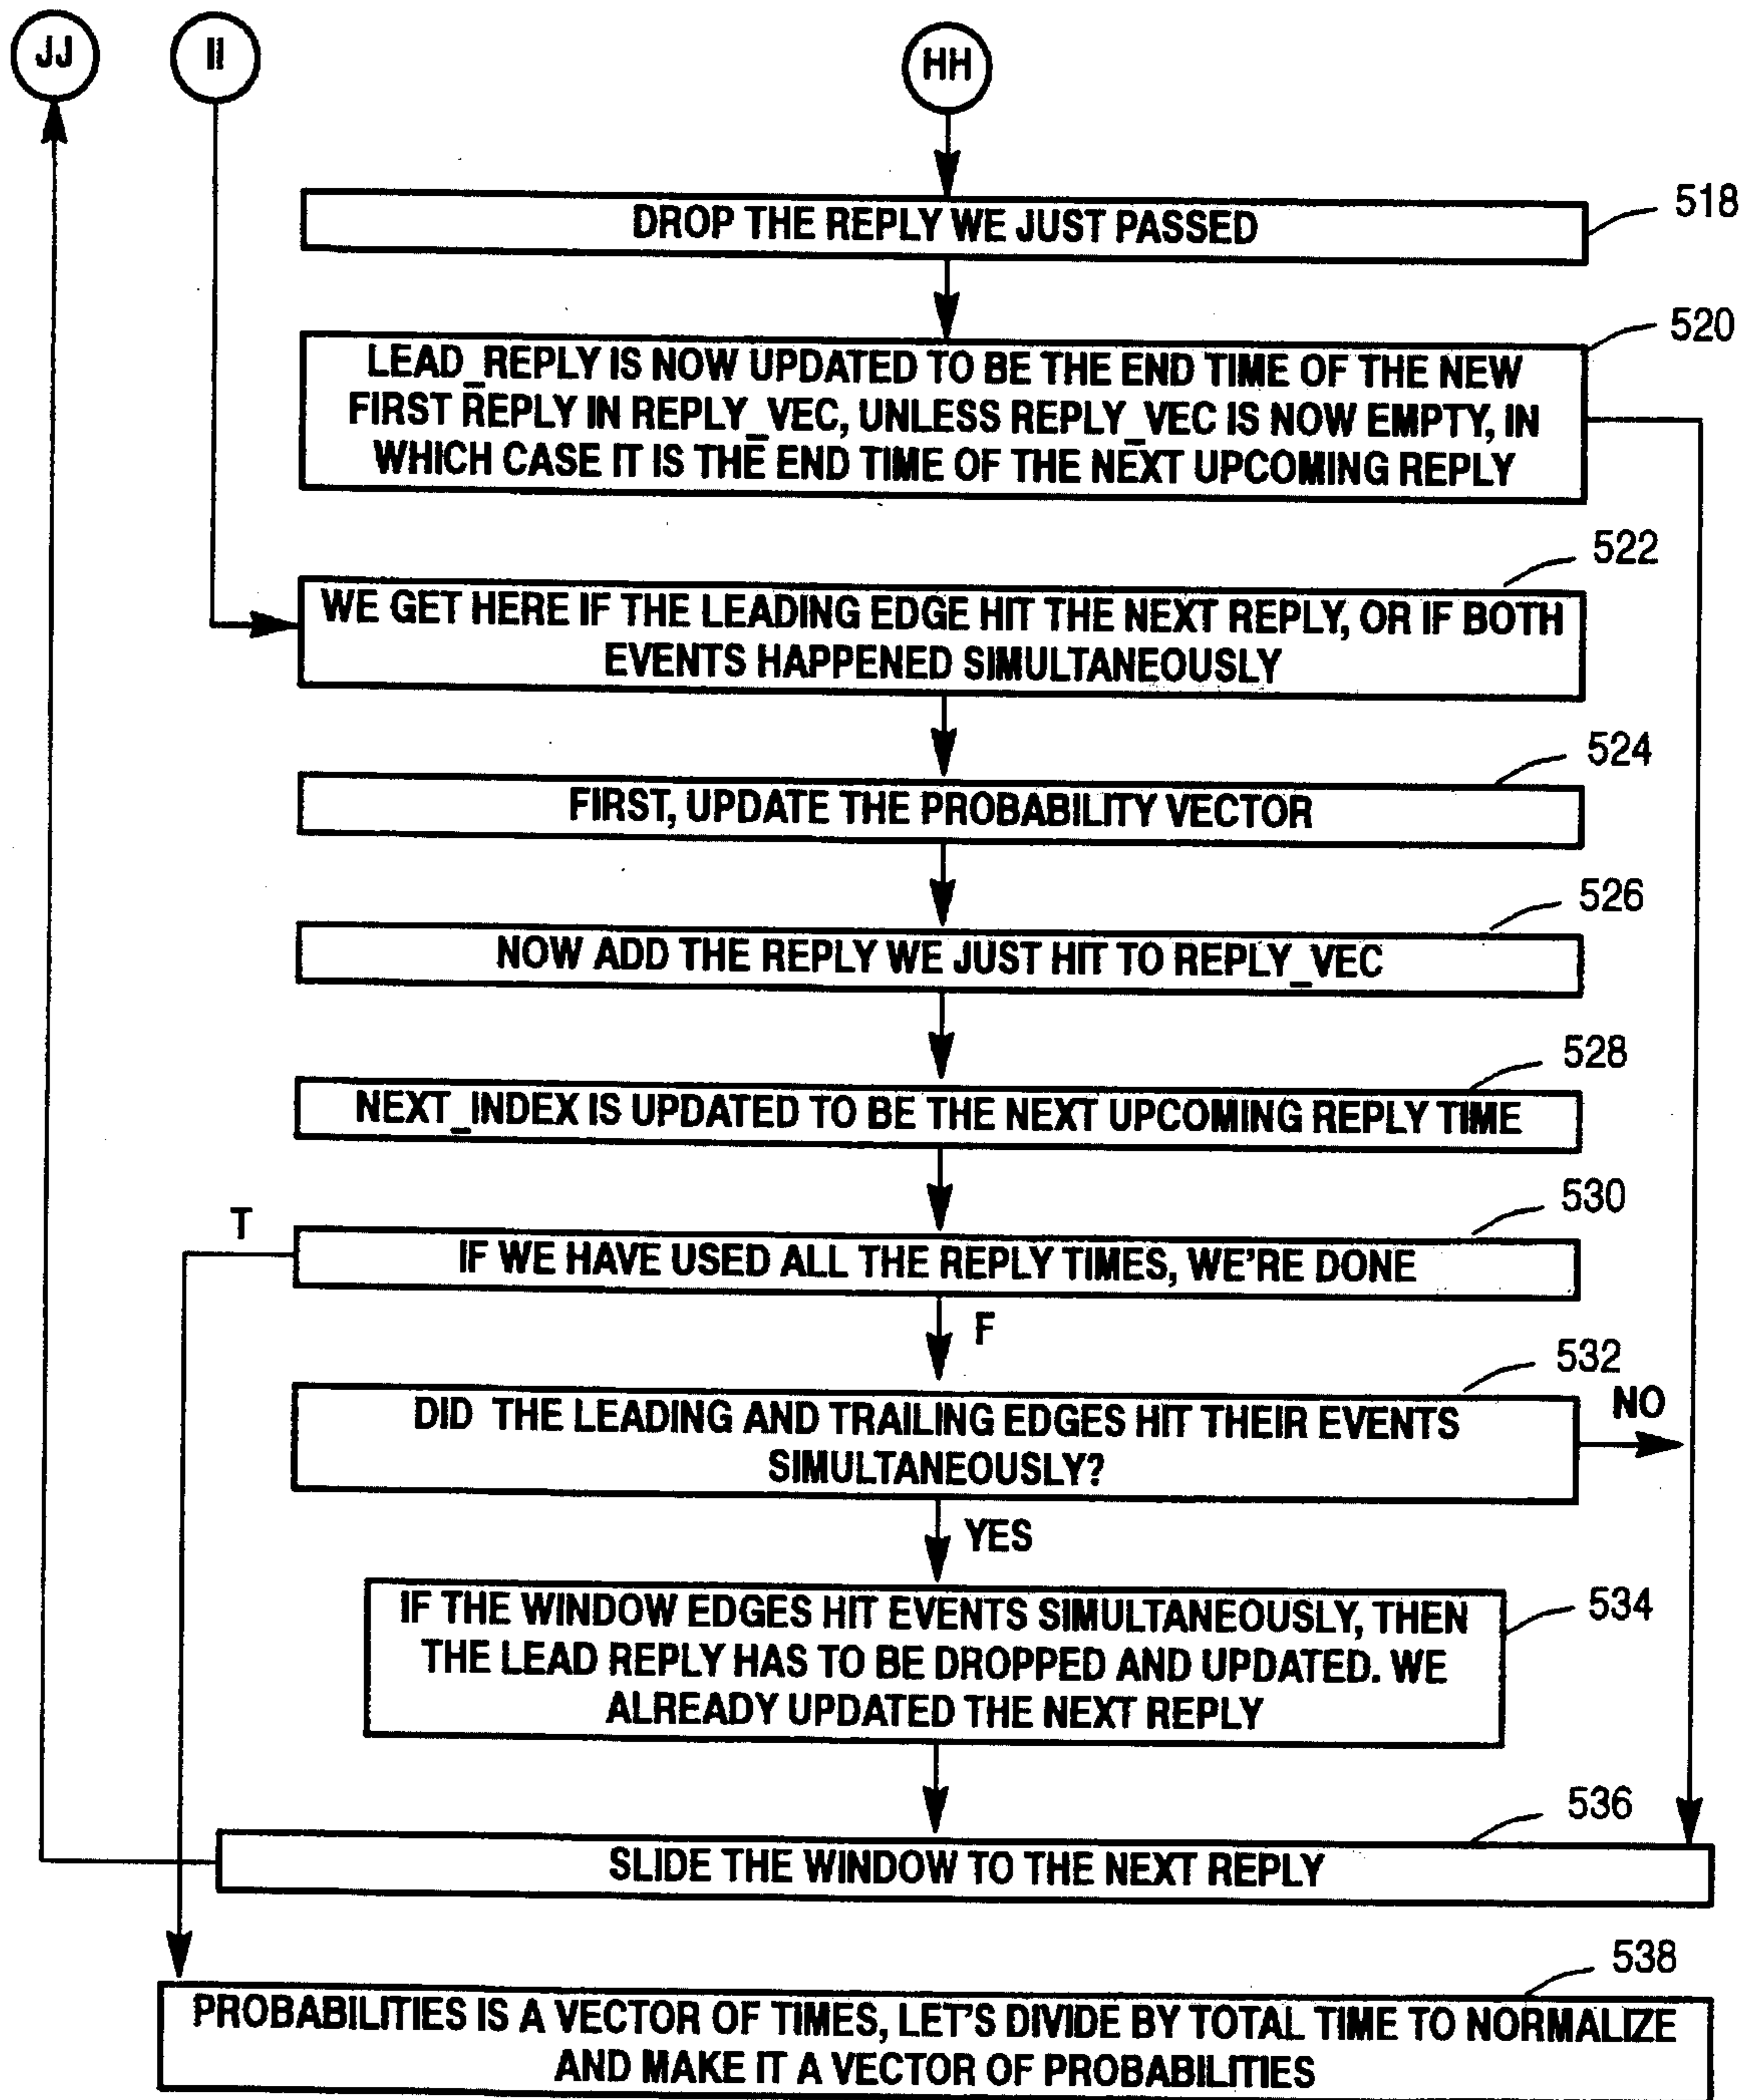 JJ
II
HH
DROP THE REPLY WE JUST PASSED
518
520
LEAD_REPLY IS NOW UPDATED TO BE THE END TIME OF THE NEW
FIRST REPLY IN REPLY_VEC, UNLESS REPLY_VEC IS NOW EMPTY, IN
WHICH CASE IT IS THE END TIME OF THE NEXT UPCOMING REPLY
522
WE GET HERE IF THE LEADING EDGE HIT THE NEXT REPLY, OR IF BOTH
EVENTS HAPPENED SIMULTANEOUSLY
524
FIRST, UPDATE THE PROBABILITY VECTOR
526
NOW ADD THE REPLY WE JUST HIT TO REPLY_VEC
528
NEXT_INDEX IS UPDATED TO BE THE NEXT UPCOMING REPLY TIME
530
T
IF WE HAVE USED ALL THE REPLY TIMES, WE'RE DONE
F
532
DID THE LEADING AND TRAILING EDGES HIT THEIR EVENTS
SIMULTANEOUSLY?
NO
YES
IF THE WINDOW EDGES HIT EVENTS SIMULTANEOUSLY, THEN
THE LEAD REPLY HAS TO BE DROPPED AND UPDATED. WE
ALREADY UPDATED THE NEXT REPLY
534
536
SLIDE THE WINDOW TO THE NEXT REPLY
538
PROBABILITIES IS A VECTOR OF TIMES, LET'S DIVIDE BY TOTAL TIME TO NORMALIZE
AND MAKE IT A VECTOR OF PROBABILITIES